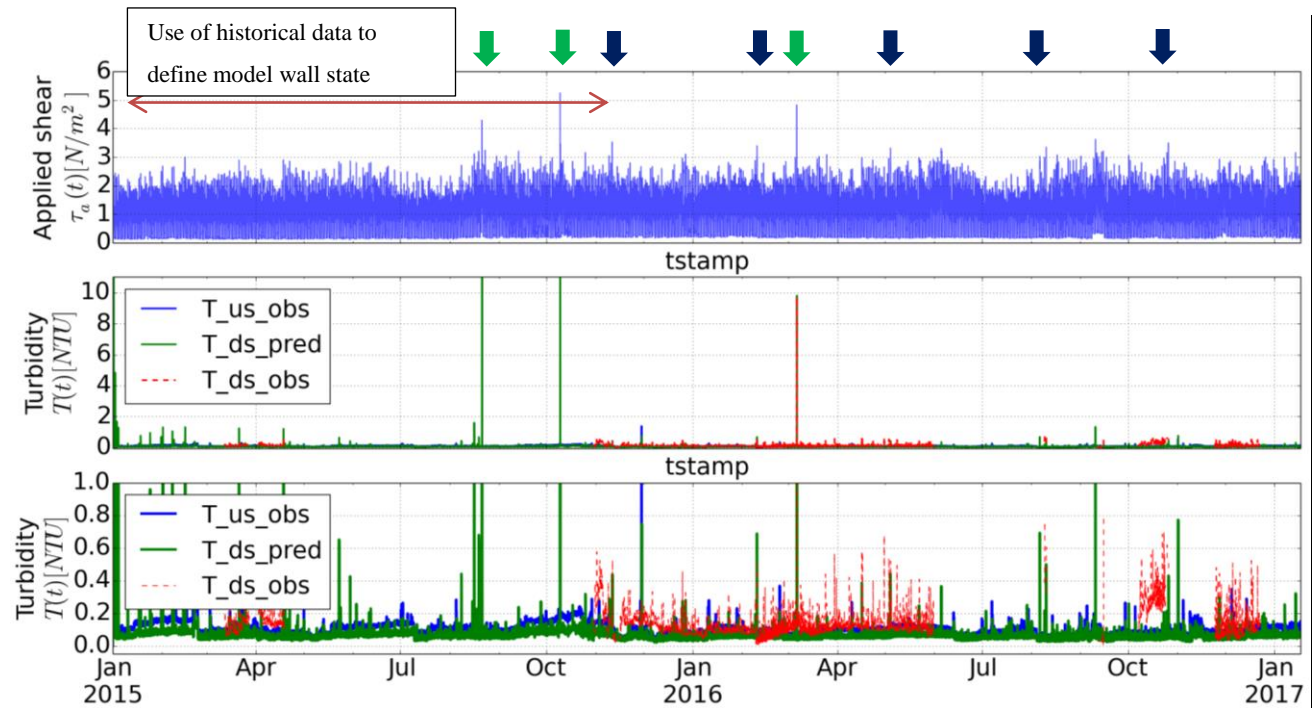 Use of historical data to
define model wall state
6
5
4
3
2
1
0
Applied shear
τ_a(t)[N/m²]
tstamp
10
8
6
4
2
0
Turbidity
T(t)[NTU]
T_us_obs
T_ds_pred
T_ds_obs
tstamp
1.0
0.8
0.6
0.4
0.2
0.0
Turbidity
T(t)[NTU]
T_us_obs
T_ds_pred
T_ds_obs
Jan Apr Jul Oct Jan Apr Jul Oct Jan
2015 2016 2017